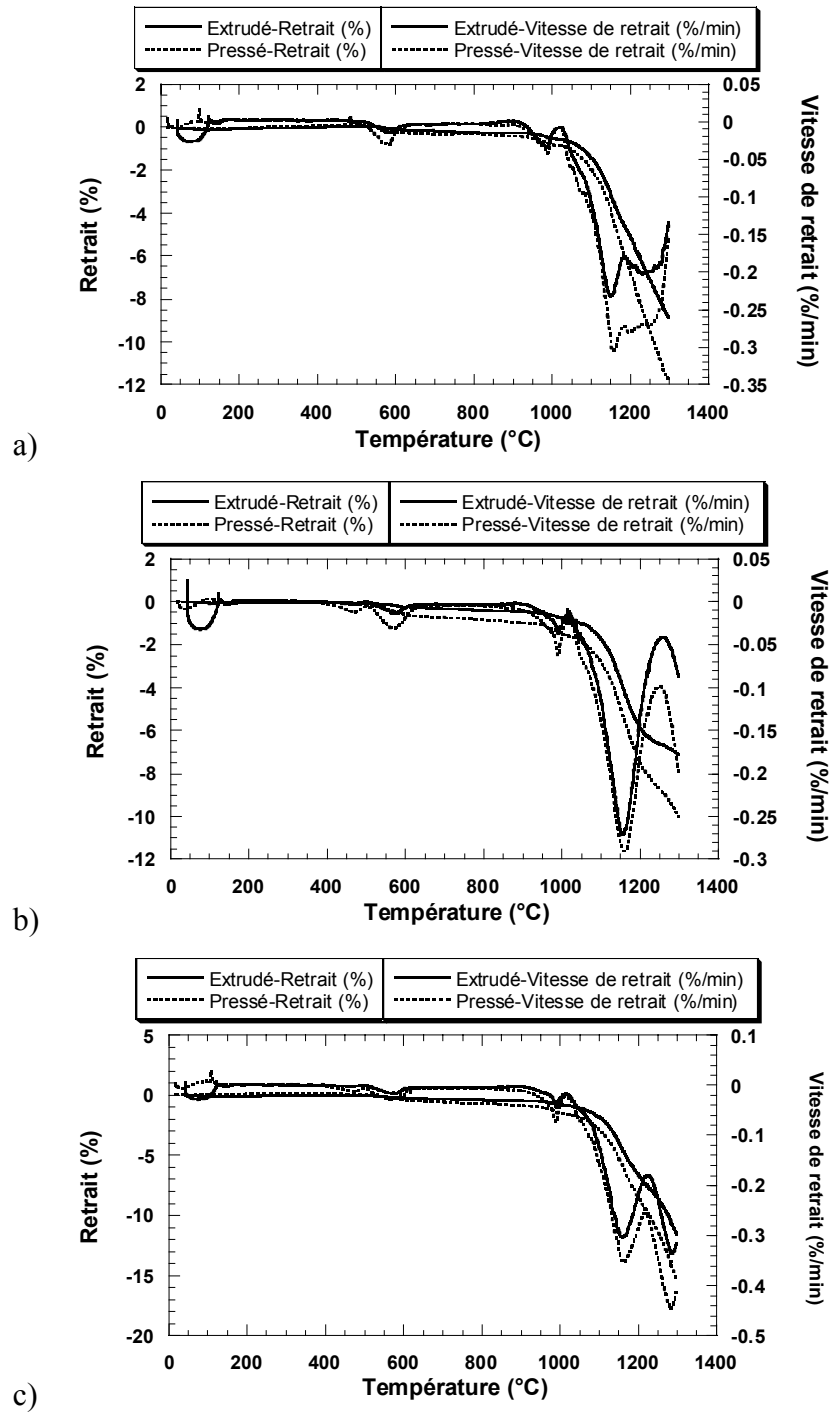 Extrudé-Retrait (%) Extrudé-Vitesse de retrait (%/min)
Pressé-Retrait (%) Pressé-Vitesse de retrait (%/min)
2 0.05
0 0
-2 -0.05
-4 -0.1
-6 -0.15
-8 -0.2
-10 -0.25
-12 -0.3
-0.35
Retrait (%)
Vitesse de retrait (%/min)
0 200 400 600 800 1000 1200 1400
Température (°C)
a)
Extrudé-Retrait (%) Extrudé-Vitesse de retrait (%/min)
Pressé-Retrait (%) Pressé-Vitesse de retrait (%/min)
2 0.05
0 0
-2 -0.05
-4 -0.1
-6 -0.15
-8 -0.2
-10 -0.25
-12 -0.3
Retrait (%)
Vitesse de retrait (%/min)
0 200 400 600 800 1000 1200 1400
Température (°C)
b)
Extrudé-Retrait (%) Extrudé-Vitesse de retrait (%/min)
Pressé-Retrait (%) Pressé-Vitesse de retrait (%/min)
5 0.1
0 0
-5 -0.1
-10 -0.2
-15 -0.3
-20 -0.4
-0.5
Retrait (%)
Vitesse de retrait (%/min)
0 200 400 600 800 1000 1200 1400
Température (°C)
c)